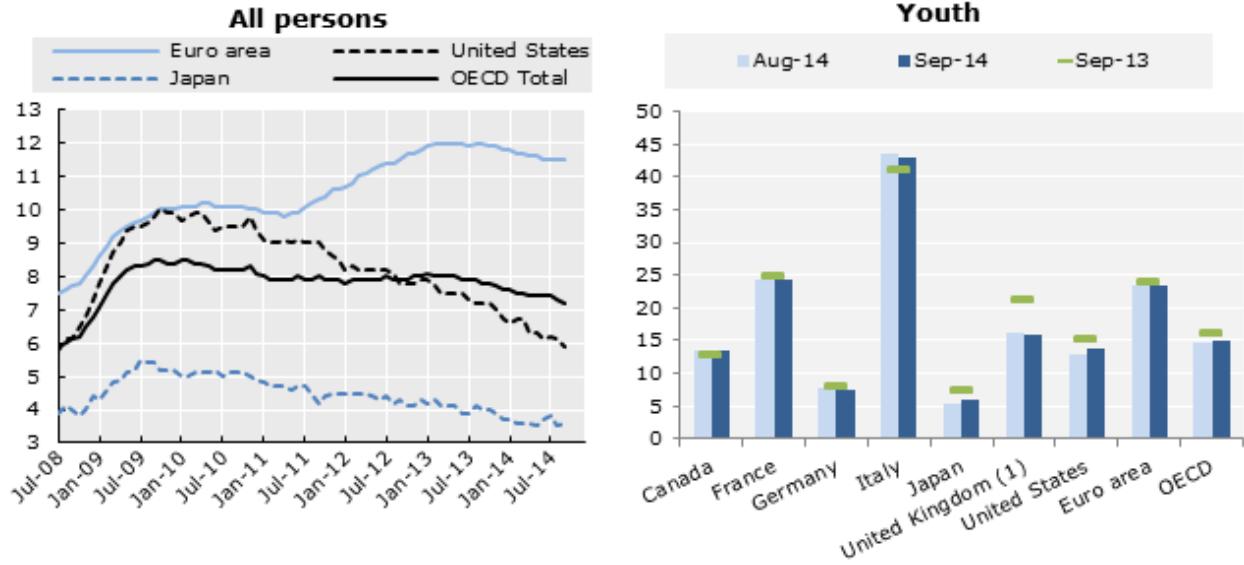 All persons
Euro area
United States
Japan
OECD Total
13
12
11
10
9
8
7
6
5
4
3
Jul-08
Jan-09
Jul-09
Jan-10
Jul-10
Jan-11
Jul-11
Jan-12
Jul-12
Jan-13
Jul-13
Jan-14
Jul-14
Youth
Aug-14
Sep-14
Sep-13
50
45
40
35
30
25
20
15
10
5
0
Canada
France
Germany
Italy
Japan
United Kingdom (1)
United States
Euro area
OECD